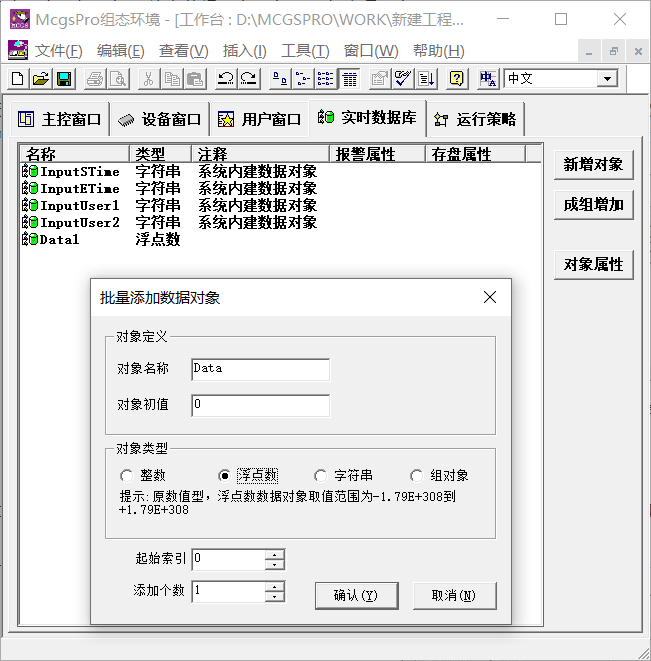 McgsPro组态环境 - [工作台 : D:\MCGSPRO\WORK\新建工程...
文件(F) 编辑(E) 查看(V) 插入(I) 工具(T) 窗口(W) 帮助(H)
中文
主控窗口 设备窗口 用户窗口 实时数据库 运行策略
名称 类型 注释 报警属性 存盘属性
InputSTime 字符串 系统内建数据对象
InputETime 字符串 系统内建数据对象
InputUser1 字符串 系统内建数据对象
InputUser2 字符串 系统内建数据对象
Data1 浮点数
新增对象
成组增加
对象属性
批量添加数据对象
对象定义
对象名称 Data
对象初值 0
对象类型
整数 浮点数 字符串 组对象
提示:原数值型，浮点数数据对象取值范围为-1.79E+308到
+1.79E+308
起始索引 0
添加个数 1
确认(Y) 取消(N)